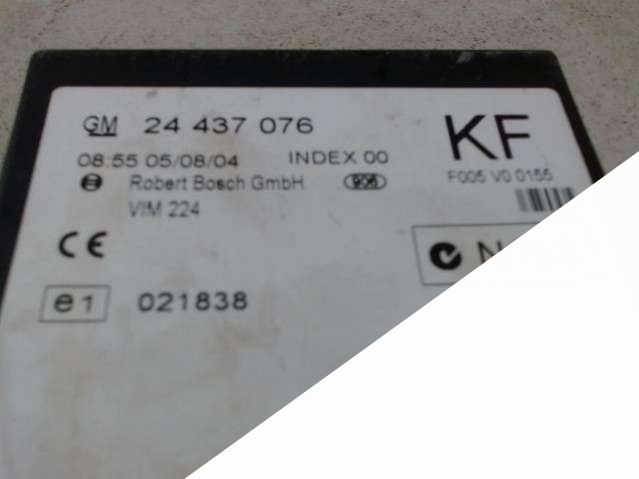 GM 24 437 076
KF
08:55 05/08/04 INDEX 00
F005 V0 0155
Robert Bosch GmbH
VIM 224
CE
e1 021838